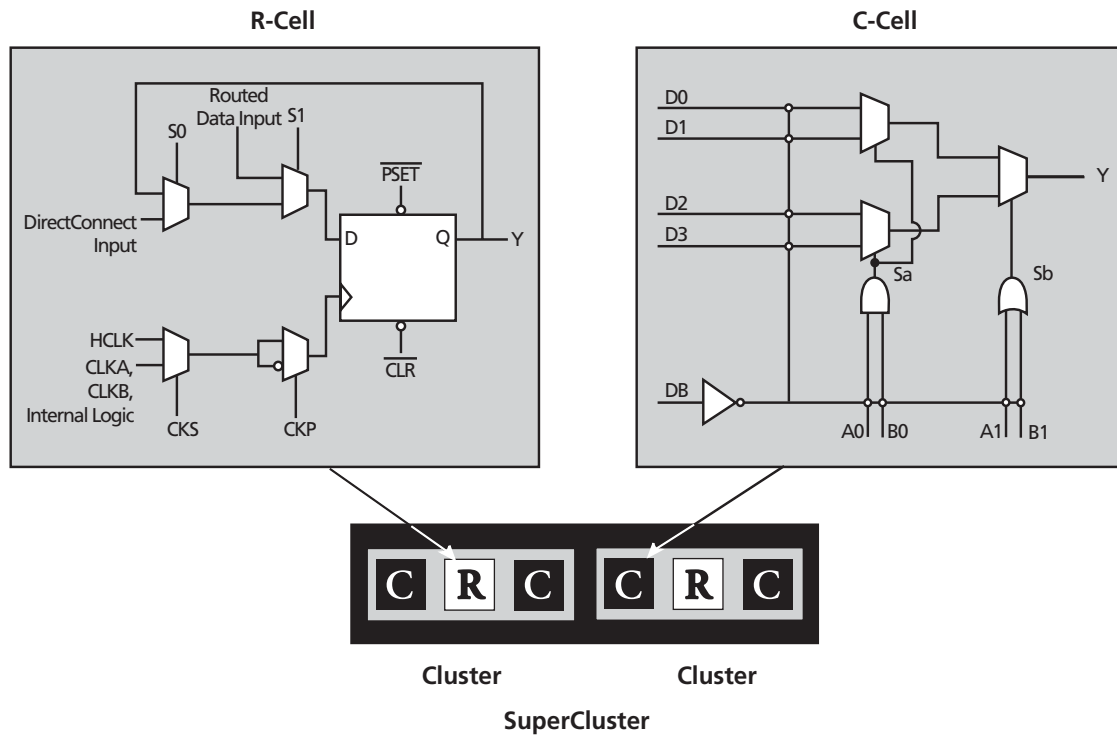 R-Cell
Routed
Data Input
S1
S0
PSET
DirectConnect
Input
D
Q
Y
HCLK
CLKA,
CLKB,
Internal Logic
CKS
CKP
CLR
C-Cell
D0
D1
D2
D3
Sa
Sb
Y
DB
A0
B0
A1
B1
C R C
C R C
Cluster
Cluster
SuperCluster